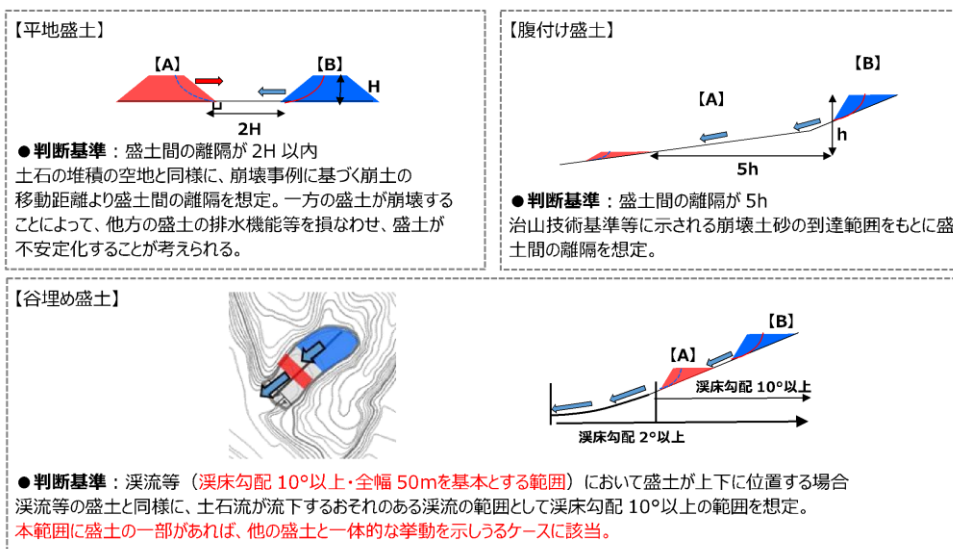 【平地盛土】
【A】
【B】
H
2H
●判断基準：盛土間の離隔が 2H 以内
土石の堆積の空地と同様に、崩壊事例に基づく崩土の
移動距離より盛土間の離隔を想定。一方の盛土が崩壊する
ことによって、他方の盛土の排水機能等を損なわせ、盛土が
不安定化することが考えられる。
【腹付け盛土】
【B】
【A】
h
5h
●判断基準：盛土間の離隔が 5h
治山技術基準等に示される崩壊土砂の到達範囲をもとに盛
土間の離隔を想定。
【谷埋め盛土】
【B】
【A】
渓床勾配 10°以上
渓床勾配 2°以上
●判断基準：渓流等（渓床勾配 10°以上・全幅 50mを基本とする範囲）において盛土が上下に位置する場合
渓流等の盛土と同様に、土石流が流下するおそれのある渓流の範囲として渓床勾配 10°以上の範囲を想定。
本範囲に盛土の一部があれば、他の盛土と一体的な挙動を示しうるケースに該当。